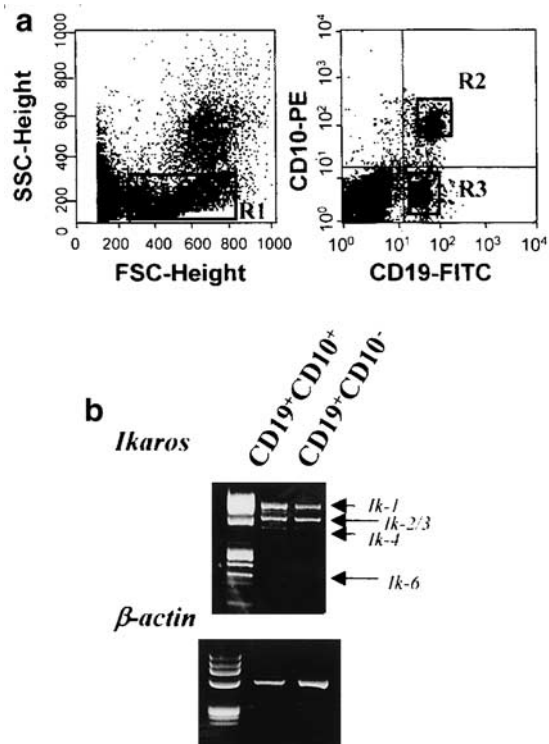 a
SSC-Height
1000
800
600
400
200
0
R1
0 200 400 600 800 1000
FSC-Height
CD10-PE
10⁴
10³
10²
10¹
10⁰
R2
R3
10⁰ 10¹ 10² 10³ 10⁴
CD19-FITC
b
Ikaros
CD19⁺CD10⁺
CD19⁺CD10⁻
Ik-1
Ik-2/3
Ik-4
Ik-6
β-actin